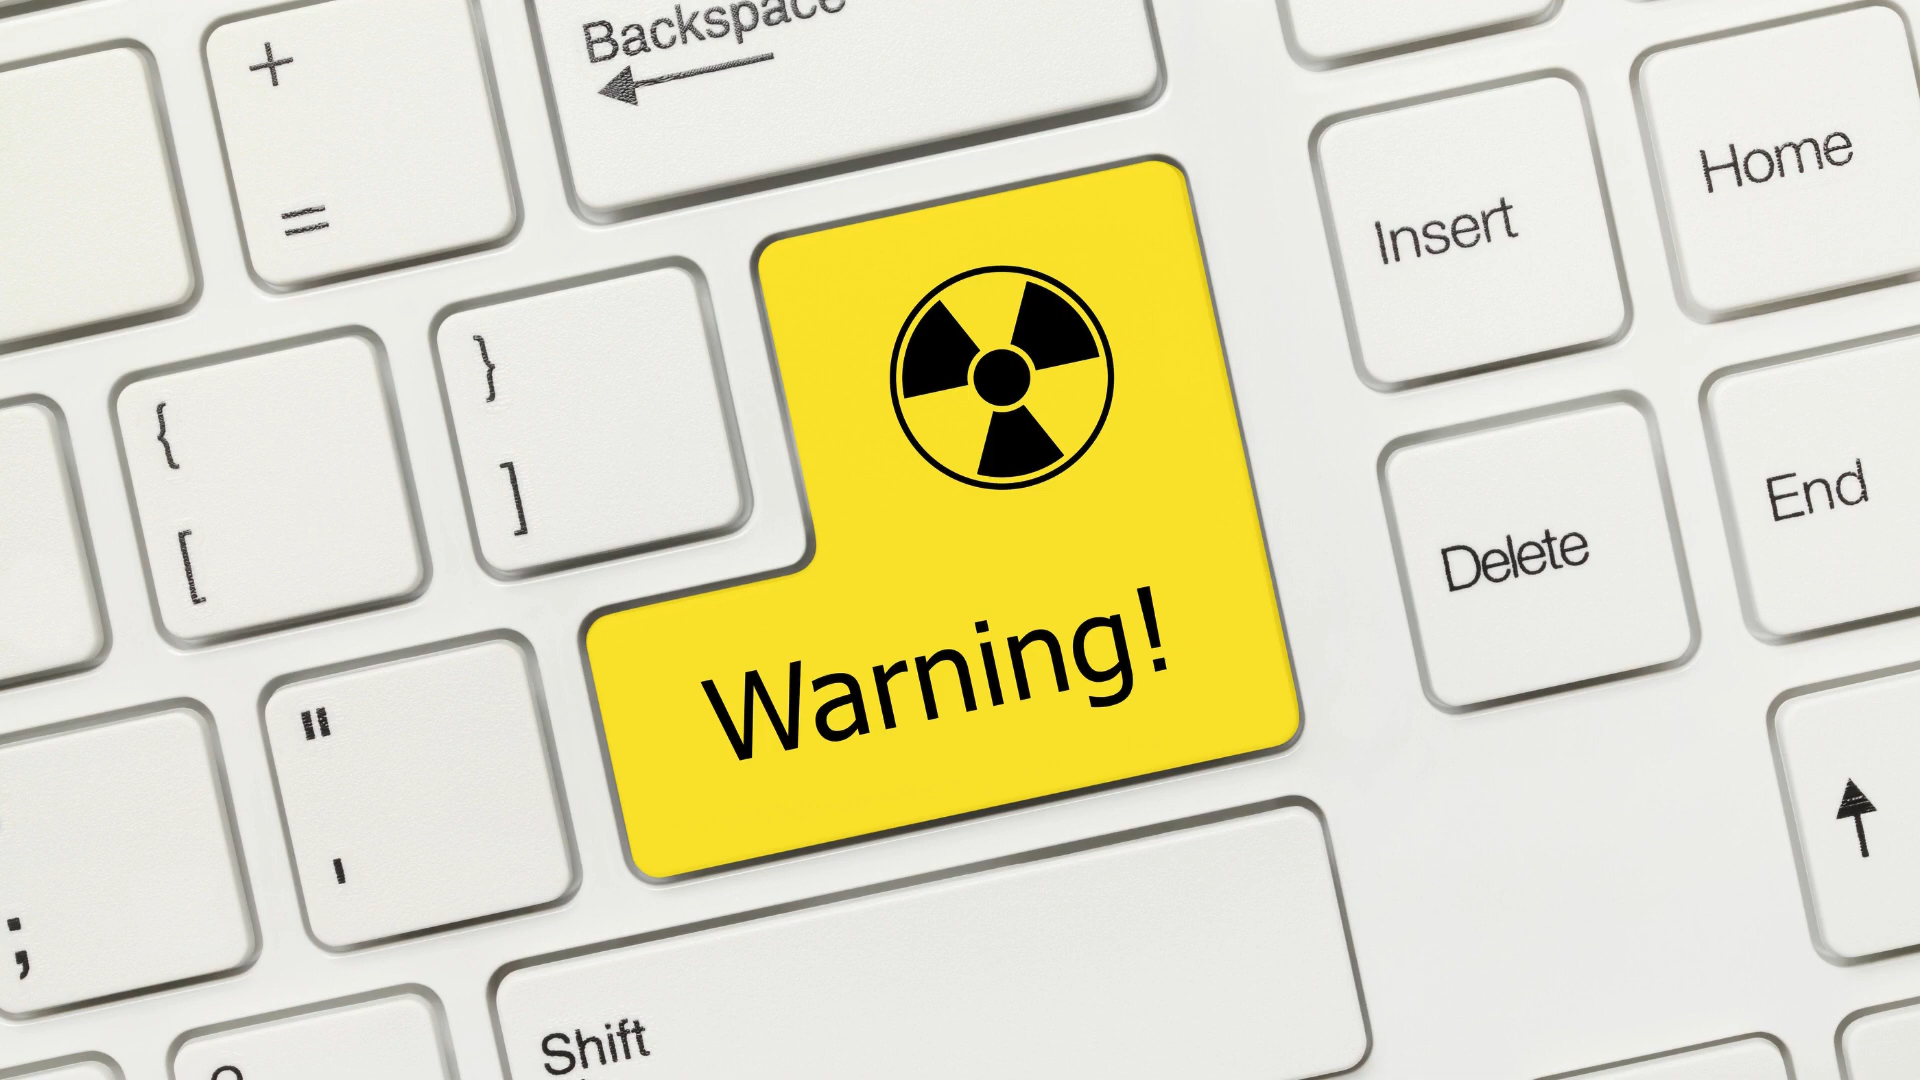 +
=
Backspace
Home
Insert
}
]
{
[
End
Delete
Warning!
"
'
;
Shift